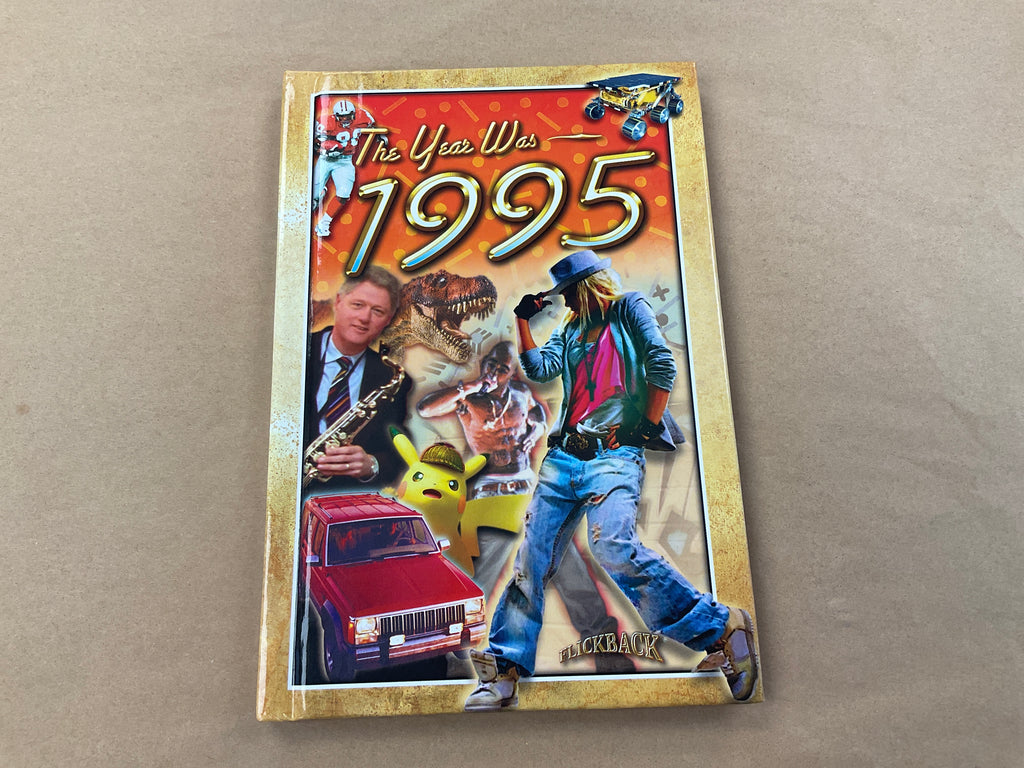 The Year Was
1995
FLICKBACK